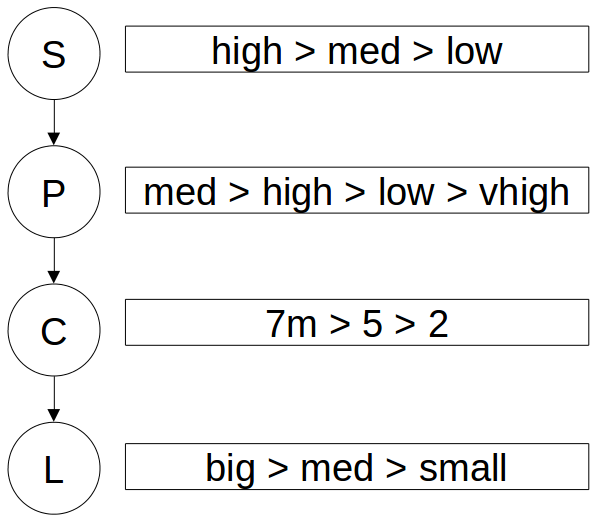 S high > med > low
P med > high > low > vhigh
C 7m > 5 > 2
L big > med > small